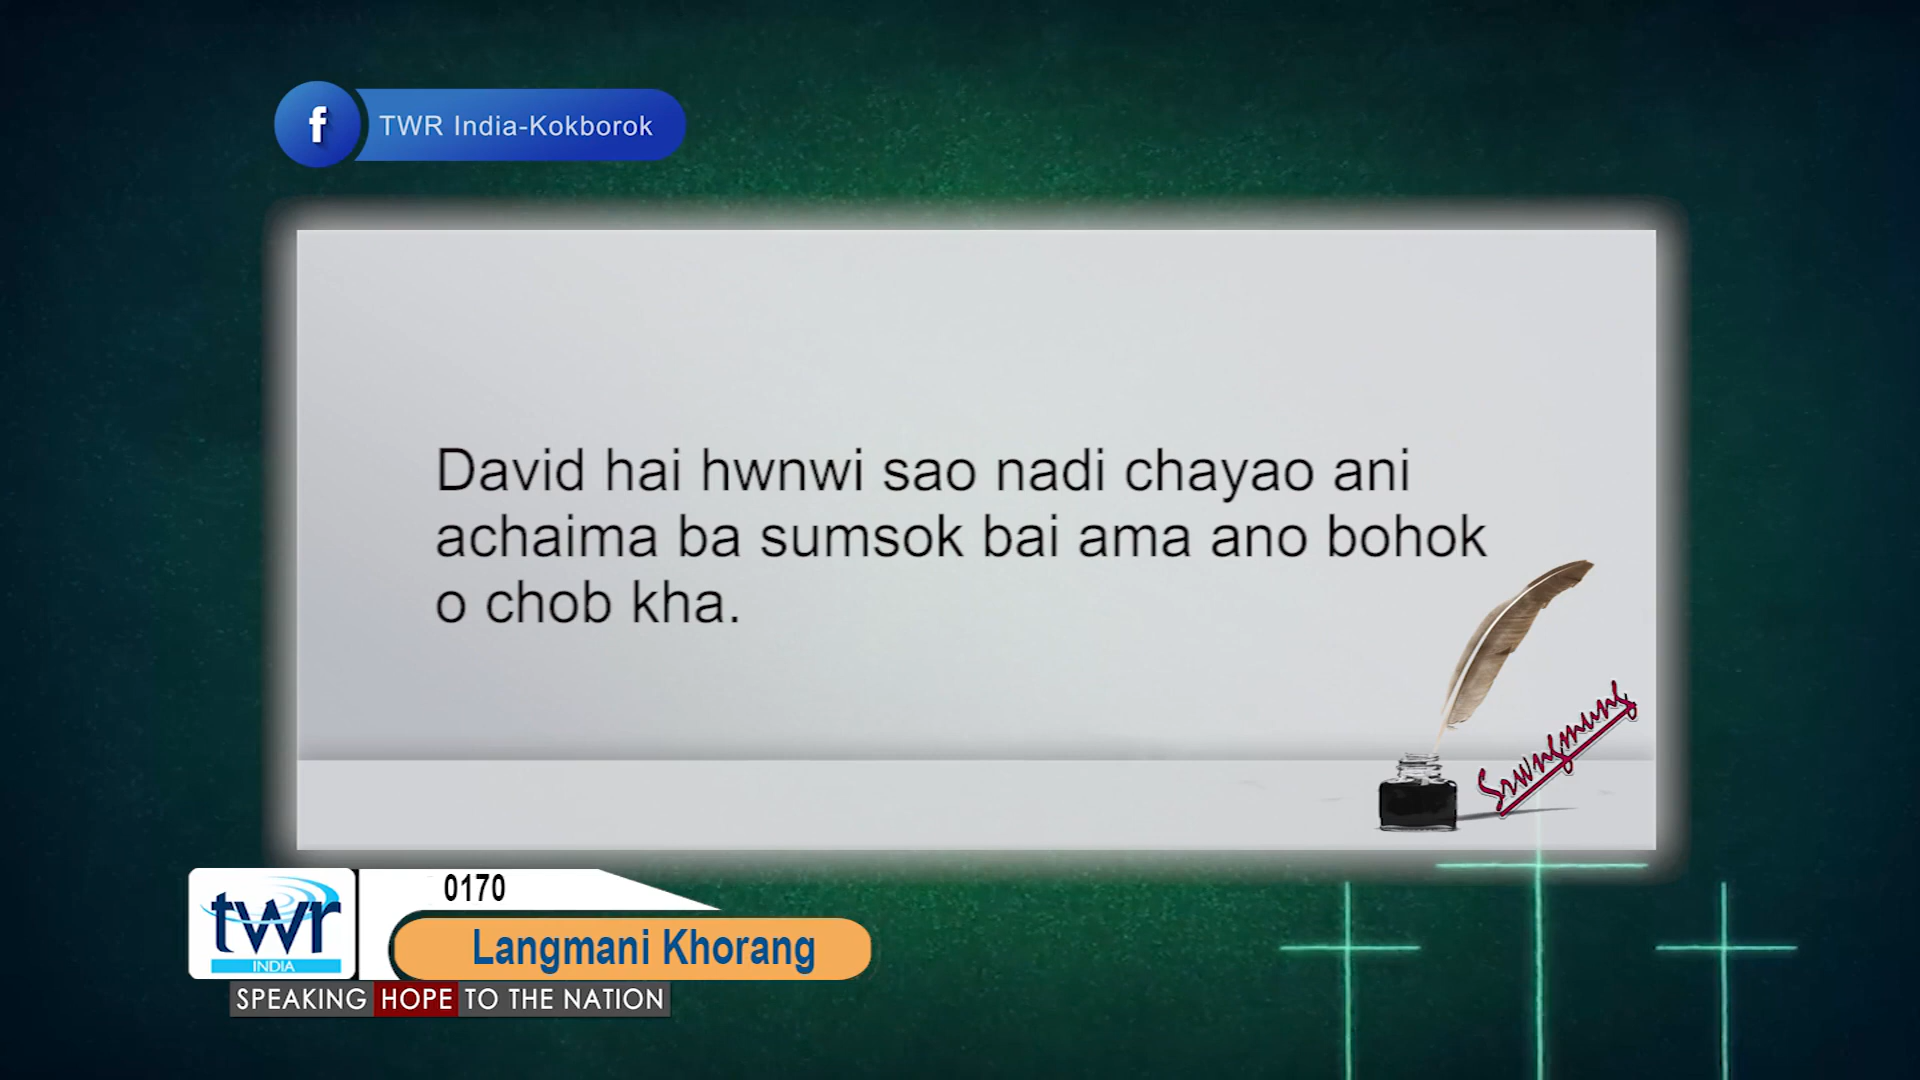 f
TWR India-Kokborok
David hai hwnwi sao nadi chayao ani
achaima ba sumsok bai ama ano bohok
o chob kha.
Srwngmung
twr
INDIA
0170
Langmani Khorang
SPEAKING HOPE TO THE NATION